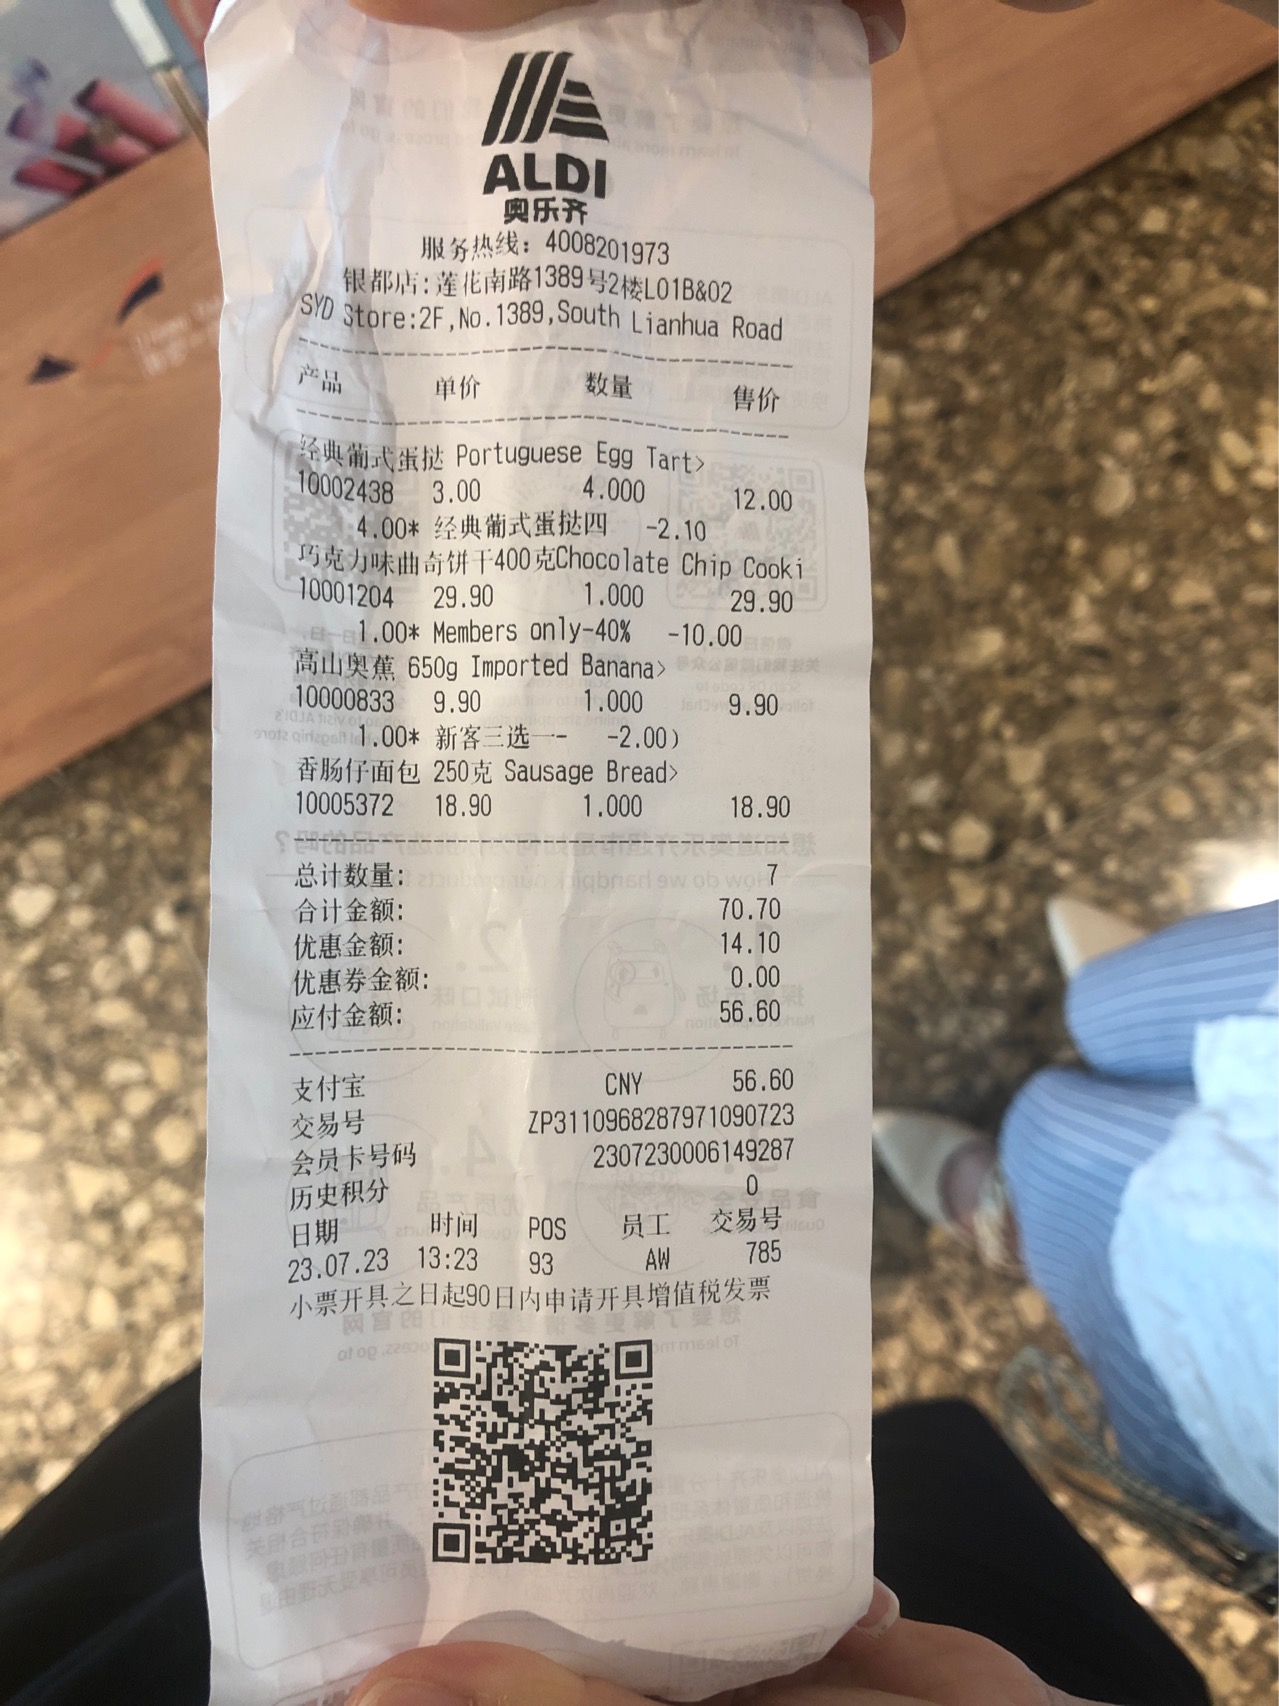 ALDI
奥乐齐
服务热线: 4008201973
银都店:莲花南路1389号2楼L01B&02
SYD Store:2F,No.1389,South Lianhua Road
产品 单价 数量 售价
经典葡式蛋挞 Portuguese Egg Tart>
10002438 3.00 4.000 12.00
4.00* 经典葡式蛋挞四 -2.10
巧克力味曲奇饼干400克Chocolate Chip Cooki
10001204 29.90 1.000 29.90
1.00* Members only-40% -10.00
高山奥蕉 650g Imported Banana>
10000833 9.90 1.000 9.90
1.00* 新客三选一- -2.00)
香肠仔面包 250克 Sausage Bread>
10005372 18.90 1.000 18.90
总计数量: 7
合计金额: 70.70
优惠金额: 14.10
优惠券金额: 0.00
应付金额: 56.60
支付宝 CNY 56.60
交易号 ZP3110968287971090723
会员卡号码 2307230006149287
历史积分 0
日期 时间 POS 员工 交易号
23.07.23 13:23 93 AW 785
小票开具之日起90日内申请开具增值税发票